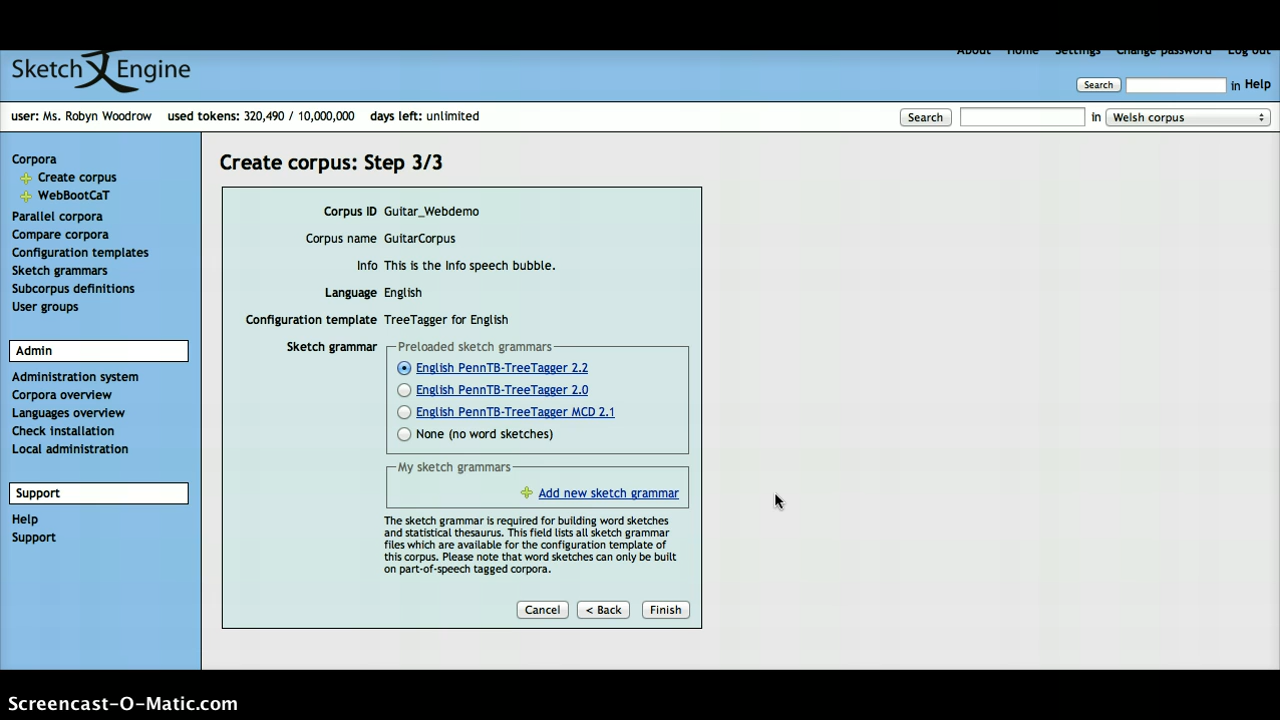 About Home Settings Change password Log out
Sketch Engine
Search in Help
user: Ms. Robyn Woodrow used tokens: 320,490 / 10,000,000 days left: unlimited
Search in Welsh corpus
Corpora
Create corpus
WebBootCaT
Parallel corpora
Compare corpora
Configuration templates
Sketch grammars
Subcorpus definitions
User groups
Admin
Administration system
Corpora overview
Languages overview
Check installation
Local administration
Support
Help
Support
Create corpus: Step 3/3
Corpus ID Guitar_Webdemo
Corpus name GuitarCorpus
Info This is the Info speech bubble.
Language English
Configuration template TreeTagger for English
Sketch grammar
Preloaded sketch grammars
English PennTB-TreeTagger 2.2
English PennTB-TreeTagger 2.0
English PennTB-TreeTagger MCD 2.1
None (no word sketches)
My sketch grammars
Add new sketch grammar
The sketch grammar is required for building word sketches
and statistical thesaurus. This field lists all sketch grammar
files which are available for the configuration template of
this corpus. Please note that word sketches can only be built
on part-of-speech tagged corpora.
Cancel < Back Finish
Screencast-O-Matic.com